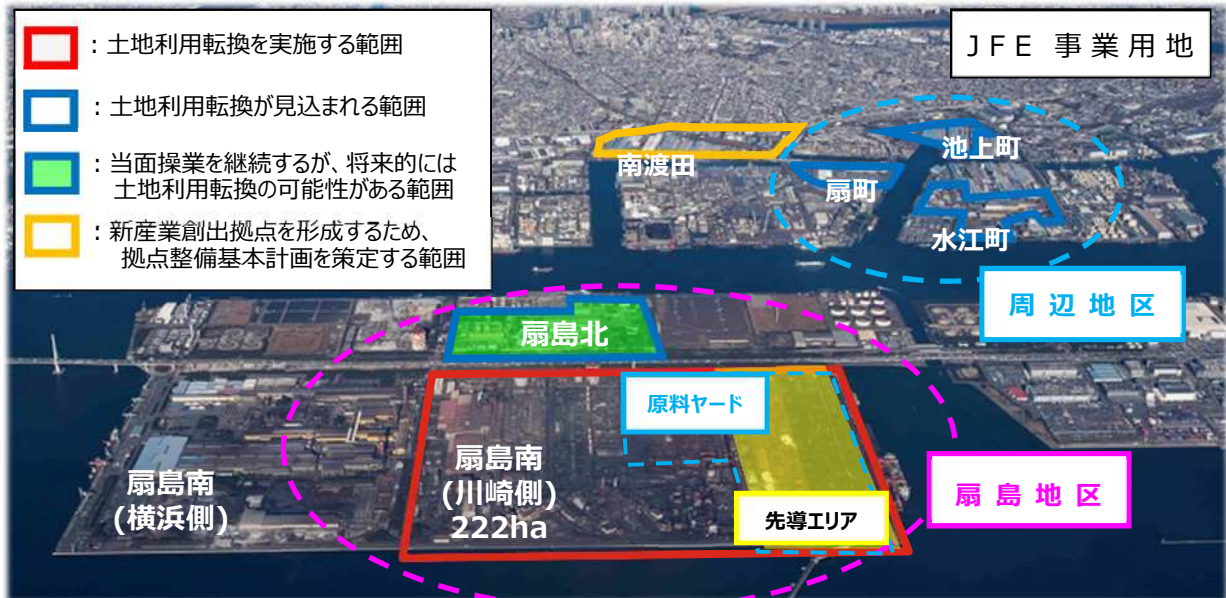 ：土地利用転換を実施する範囲
：土地利用転換が見込まれる範囲
：当面操業を継続するが、将来的には
土地利用転換の可能性がある範囲
：新産業創出拠点を形成するため、
拠点整備基本計画を策定する範囲
ＪＦＥ 事業用地
池上町
南渡田
扇町
水江町
周辺地区
扇島北
原料ヤード
扇島南
(川崎側)
222ha
扇島南
(横浜側)
扇島地区
先導エリア